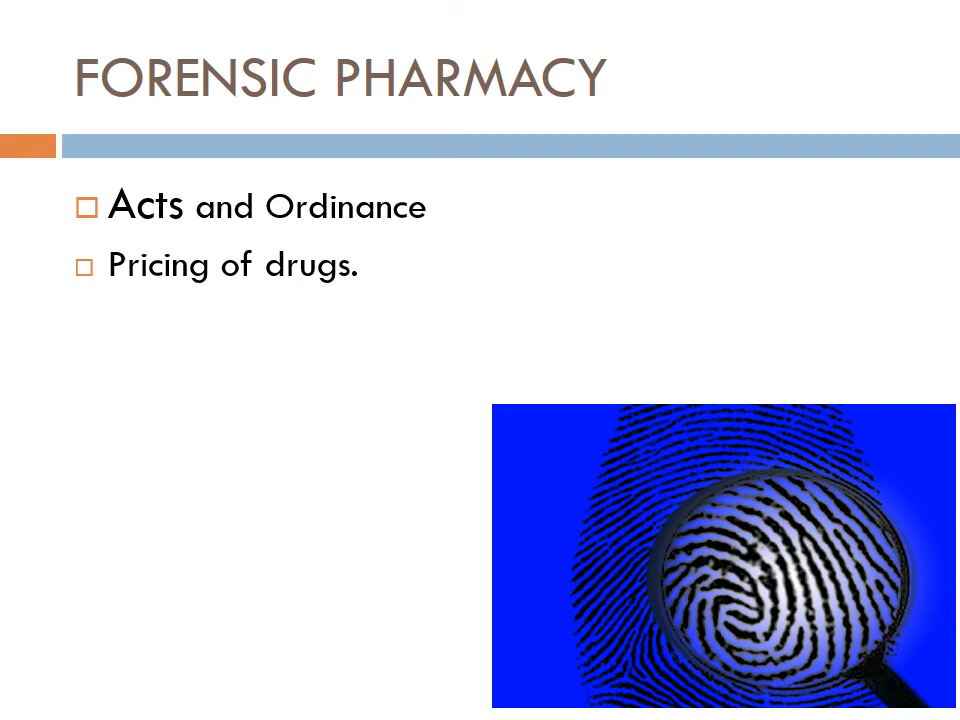 FORENSIC PHARMACY
Acts and Ordinance
Pricing of drugs.